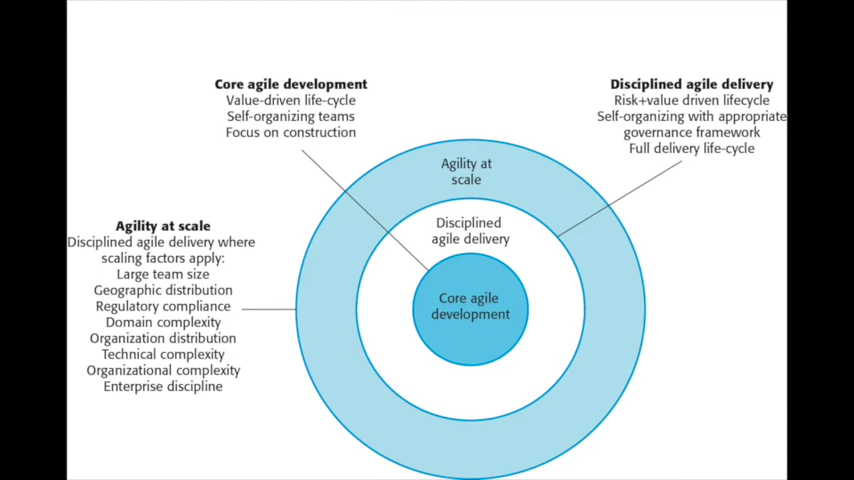 Core agile development
Value-driven life-cycle
Self-organizing teams
Focus on construction
Disciplined agile delivery
Risk+value driven lifecycle
Self-organizing with appropriate
governance framework
Full delivery life-cycle
Agility at scale
Disciplined agile delivery where
scaling factors apply:
Large team size
Geographic distribution
Regulatory compliance
Domain complexity
Organization distribution
Technical complexity
Organizational complexity
Enterprise discipline
Agility at
scale
Disciplined
agile delivery
Core agile
development